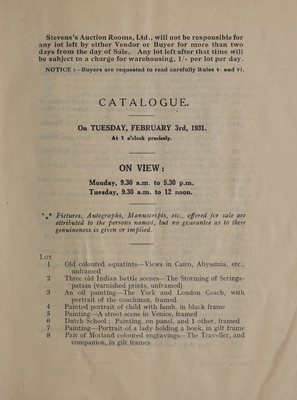 Stevens's Auction Rooms, Ltd., will not be responsible for
any lot left by either Vendor or Buyer for more than two
days from the day of Sale. Any lot left after that time will
be subject to a charge for warehousing, 1/- per lot per day.
NOTICE :—Buyers are requested to read carefully Rules v. and vi.
CATALOGUE.
On TUESDAY, FEBRUARY 3rd, 1931.
At 1 o'clock precisely.
ON VIEW :
Monday, 9.30 a.m. to 5.30 p.m.
Tuesday, 9.30 a.m. to 12 noon.
*** Pictures, Autographs, Manuscripts, etc., offered for sale are
attributed to the persons named, but no guarantee as to their
genuineness is given or implied.
Lot
1 Old coloured aquatints—Views in Cairo, Abyssinia, etc.,
unframed
2 Three old Indian battle scenes—The Storming of Seringa-
patam (varnished prints, unframed)
3 An oil painting—The York and London Coach, with
portrait of the coachman, framed
4 Painted portrait of child with lamb, in black frame
5 Painting—A street scene in Venice, framed
6 Dutch School : Painting, on panel, and 1 other, framed
7 Painting—Portrait of a lady holding a book, in gilt frame
8 Pair of Morland coloured engravings—The Traveller, and
companion, in gilt frames